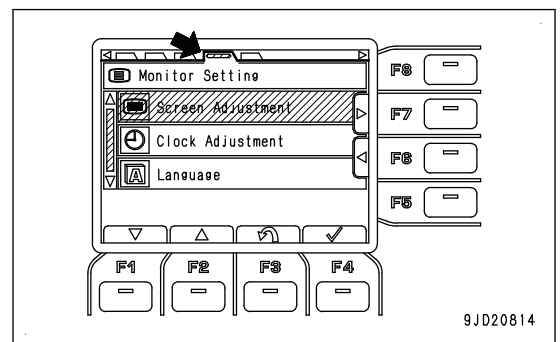 Monitor Setting
F8
Screen Adjustment
F7
Clock Adjustment
F6
A Language
F5
F1 F2 F3 F4
9JD20814